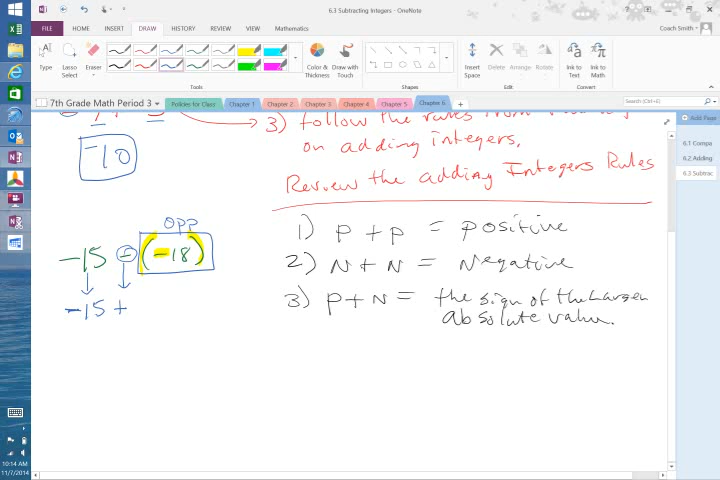 6.3 Subtracting Integers - OneNote
FILE HOME INSERT DRAW HISTORY REVIEW VIEW Mathematics
Coach Smith
Type Lasso Select Eraser
Color & Thickness Draw with Touch
Insert Space Delete Arrange Rotate
Ink to Text Ink to Math
Tools Shapes Edit Convert
7th Grade Math Period 3 Policies for Class Chapter 1 Chapter 2 Chapter 3 Chapter 4 Chapter 5 Chapter 6
Search (Ctrl+E)
Add Page
6.1 Compa
6.2 Adding
6.3 Subtrac
3) follow the rules from
on adding integers.
Review the adding Integers Rules
-10
opp
-15 - (-18)
-15 +
1) P + P = positive
2) N + N = Negative
3) P + N = the sign of the Larger
absolute value.
10:14 AM
11/7/2014